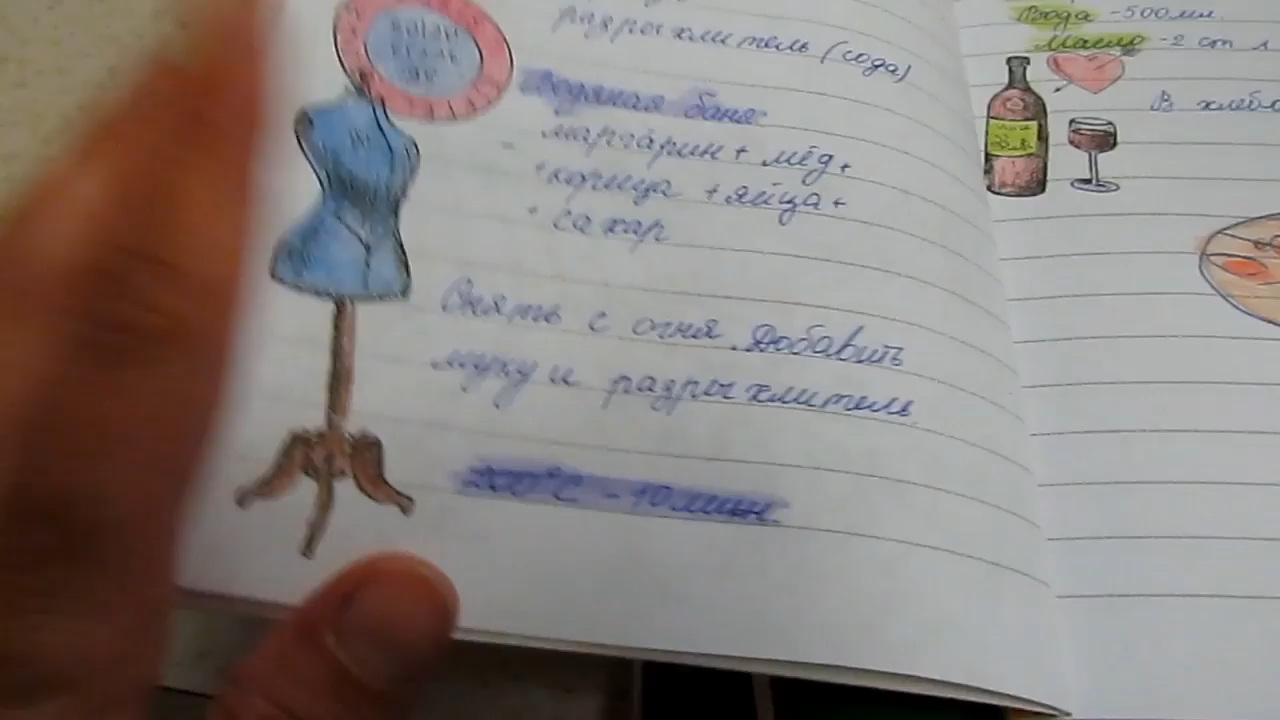 разрыхлитель (сода)
Водяная баня:
маргарин + мёд +
+ корица + яйца +
+ сахар
Снять с огня. Добавить
муку и разрыхлитель.
200°C - 10 мин.
Вода - 500 мл.
Масло - 2 ст л
В хлебо